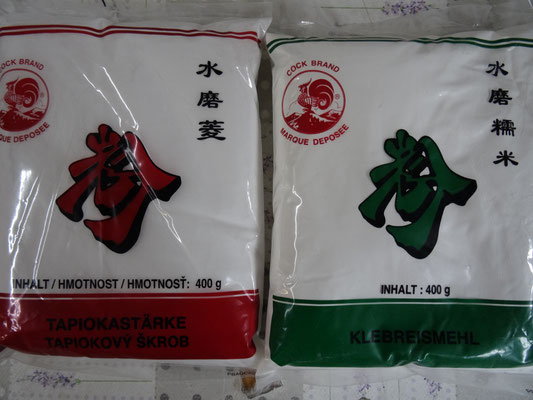 COCK BRAND
MARQUE DEPOSEE
水磨菱
粉
INHALT / HMOTNOST / HMOTNOSŤ: 400 g
TAPIOKASTÄRKE
TAPIOKOVÝ ŠKROB
COCK BRAND
MARQUE DEPOSEE
水磨糯米
粉
INHALT : 400 g
KLEBREISMEHL